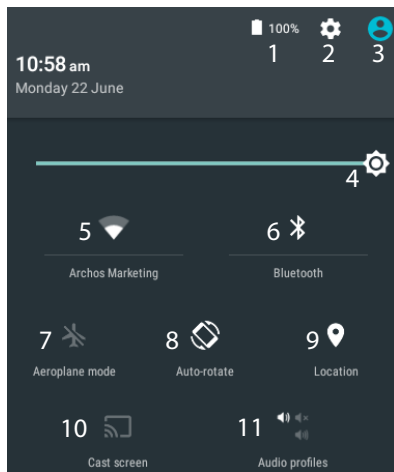 100%
1 2 3
10:58 am
Monday 22 June
4
5 6
Archos Marketing Bluetooth
7 8 9
Aeroplane mode Auto-rotate Location
10 11
Cast screen Audio profiles